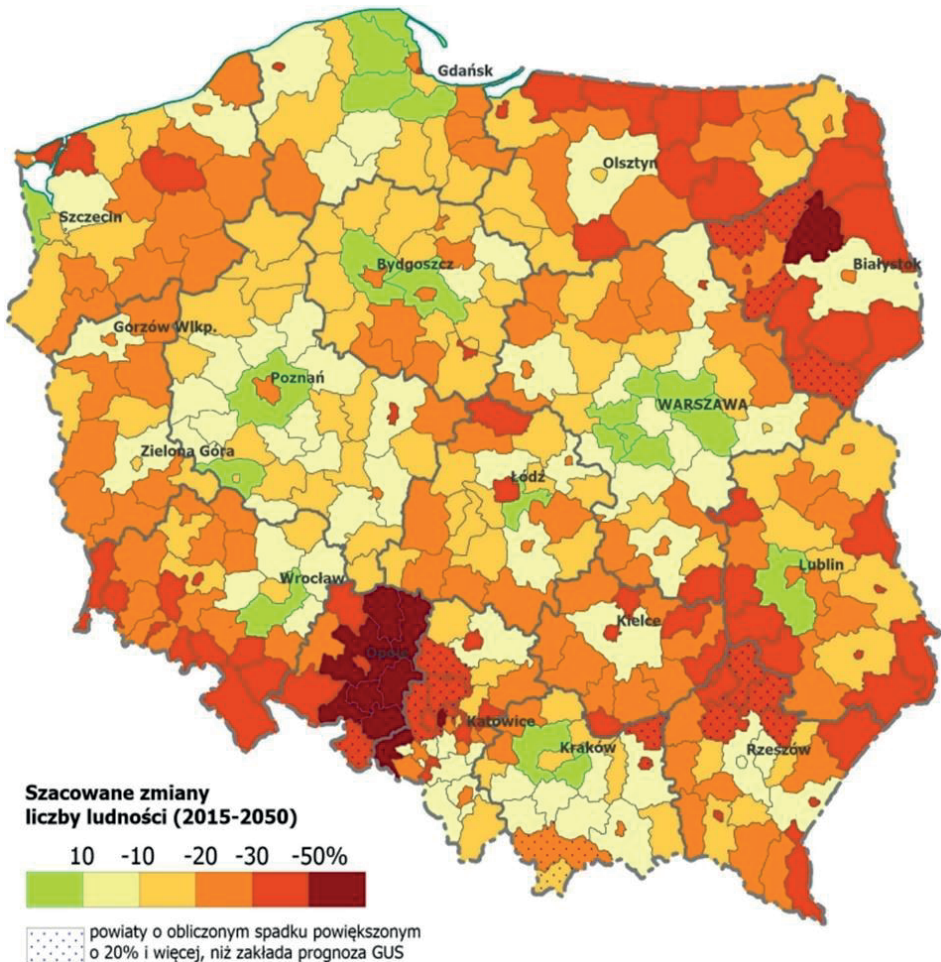 Gdańsk
Olsztyn
Szczecin
Białystok
Bydgoszcz
Gorzów Wlkp.
Poznań
WARSZAWA
Zielona Góra
Łódź
Lublin
Wrocław
Kielce
Opole
Katowice
Kraków
Rzeszów
Szacowane zmiany
liczby ludności (2015-2050)
10 -10 -20 -30 -50%
powiaty o obliczonym spadku powiększonym
o 20% i więcej, niż zakłada prognoza GUS